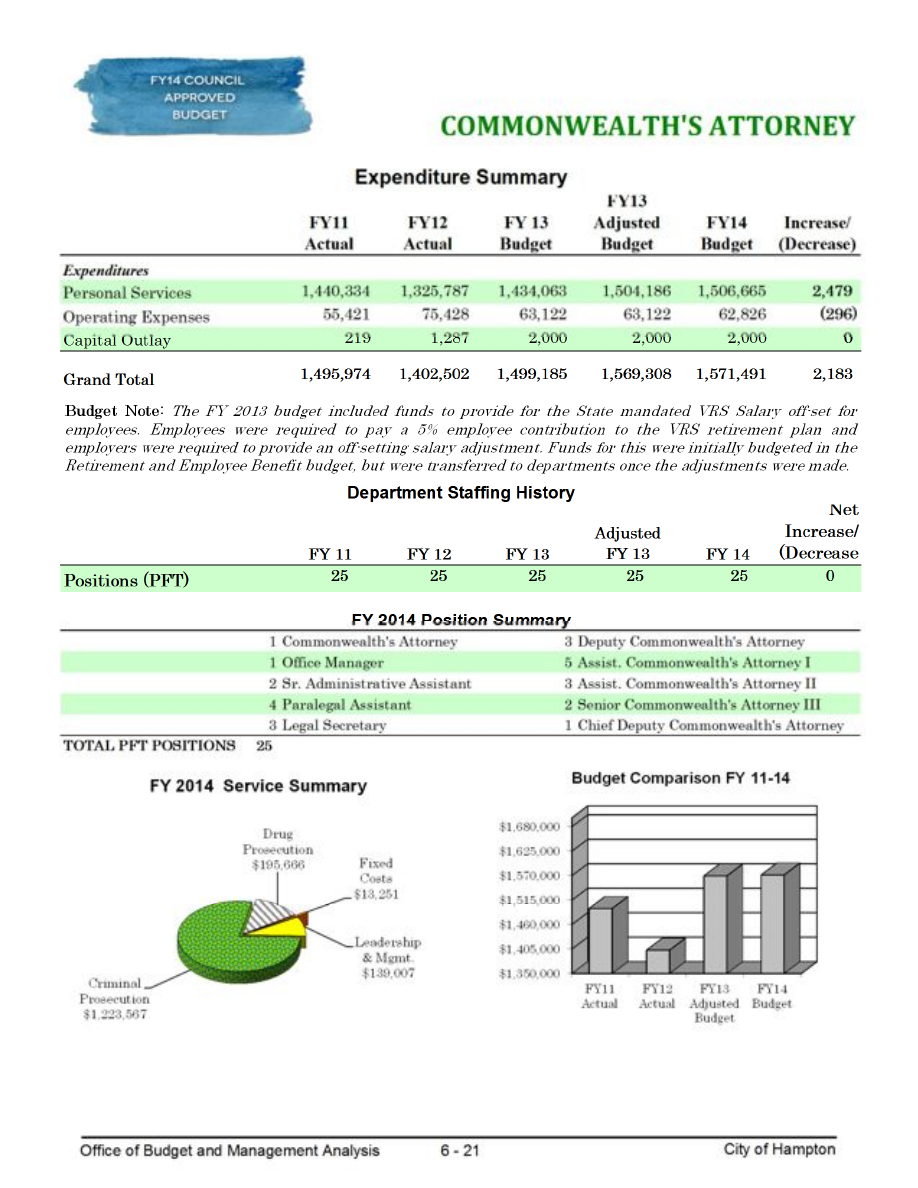 FY14 COUNCIL
APPROVED
BUDGET
COMMONWEALTH'S ATTORNEY
Expenditure Summary
FY13
FY11 FY12 FY 13 Adjusted FY14 Increase/
Actual Actual Budget Budget Budget (Decrease)
Expenditures
Personal Services 1,440,334 1,325,787 1,434,063 1,504,186 1,506,665 2,479
Operating Expenses 55,421 75,428 63,122 63,122 62,826 (296)
Capital Outlay 219 1,287 2,000 2,000 2,000 0
Grand Total 1,495,974 1,402,502 1,499,185 1,569,308 1,571,491 2,183
Budget Note: The FY 2013 budget included funds to provide for the State mandated VRS Salary off-set for
employees. Employees were required to pay a 5% employee contribution to the VRS retirement plan and
employers were required to provide an off-setting salary adjustment. Funds for this were initially budgeted in the
Retirement and Employee Benefit budget, but were transferred to departments once the adjustments were made.
Department Staffing History
Net
Adjusted Increase/
FY 11 FY 12 FY 13 FY 13 FY 14 (Decrease
Positions (PFT) 25 25 25 25 25 0
FY 2014 Position Summary
1 Commonwealth's Attorney 3 Deputy Commonwealth's Attorney
1 Office Manager 5 Assist. Commonwealth's Attorney I
2 Sr. Administrative Assistant 3 Assist. Commonwealth's Attorney II
4 Paralegal Assistant 2 Senior Commonwealth's Attorney III
3 Legal Secretary 1 Chief Deputy Commonwealth's Attorney
TOTAL PFT POSITIONS 25
FY 2014 Service Summary
Drug
Prosecution
$195,666
Fixed
Costs
$13,251
Leadership
& Mgmt.
$139,007
Criminal
Prosecution
$1,223,567
Budget Comparison FY 11-14
$1,680,000
$1,625,000
$1,570,000
$1,515,000
$1,460,000
$1,405,000
$1,350,000
FY11 FY12 FY13 FY14
Actual Actual Adjusted Budget
Budget
Office of Budget and Management Analysis 6 - 21 City of Hampton